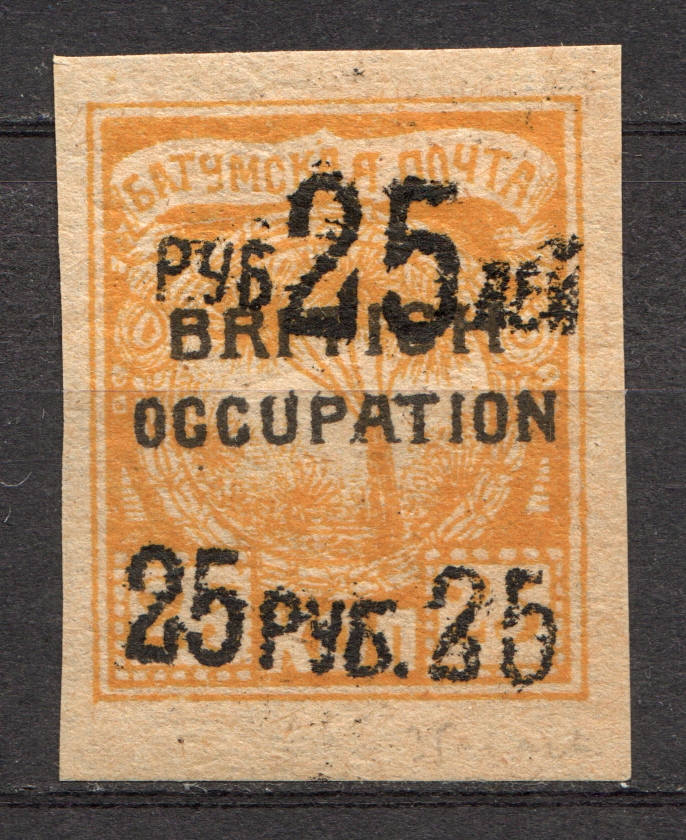 БАТУМСКАЯ ПОЧТА
РУБ 25 ЛЕЙ
BRITISH
OCCUPATION
25 РУБ. 25